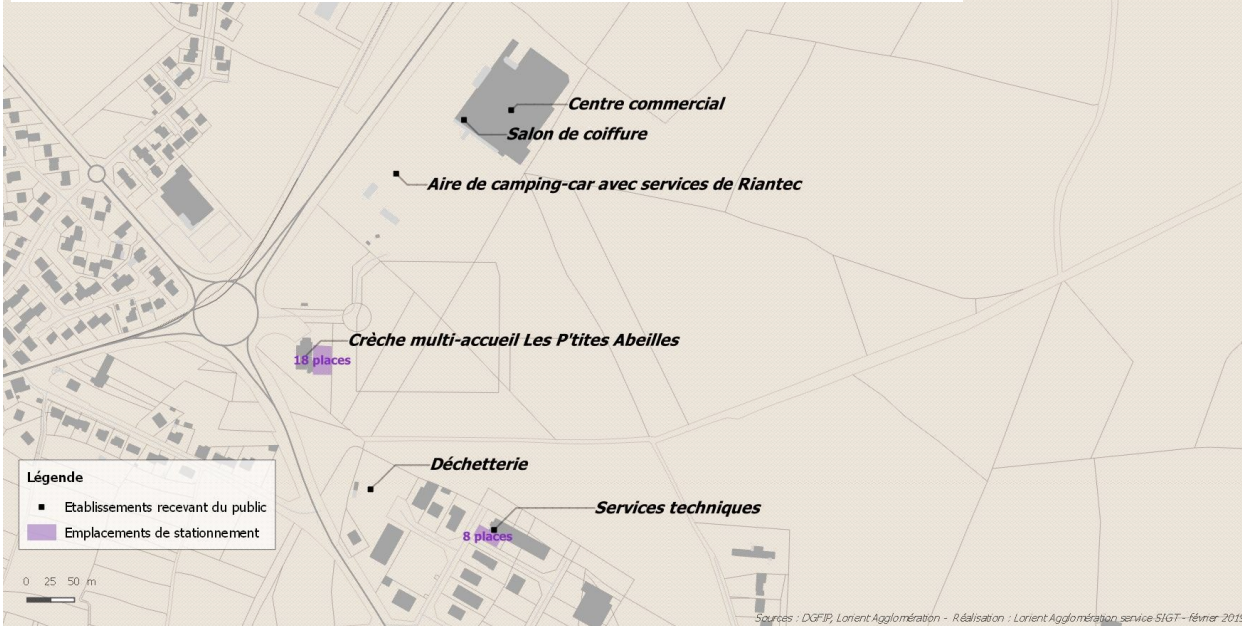 Centre commercial
Salon de coiffure
Aire de camping-car avec services de Riantec
Crèche multi-accueil Les P'tites Abeilles
18 places
Déchetterie
Services techniques
8 places
Légende
Etablissements recevant du public
Emplacements de stationnement
0 25 50 m
Sources : DGFIP, Lorient Agglomération - Réalisation : Lorient Agglomération service SIGT - février 2019